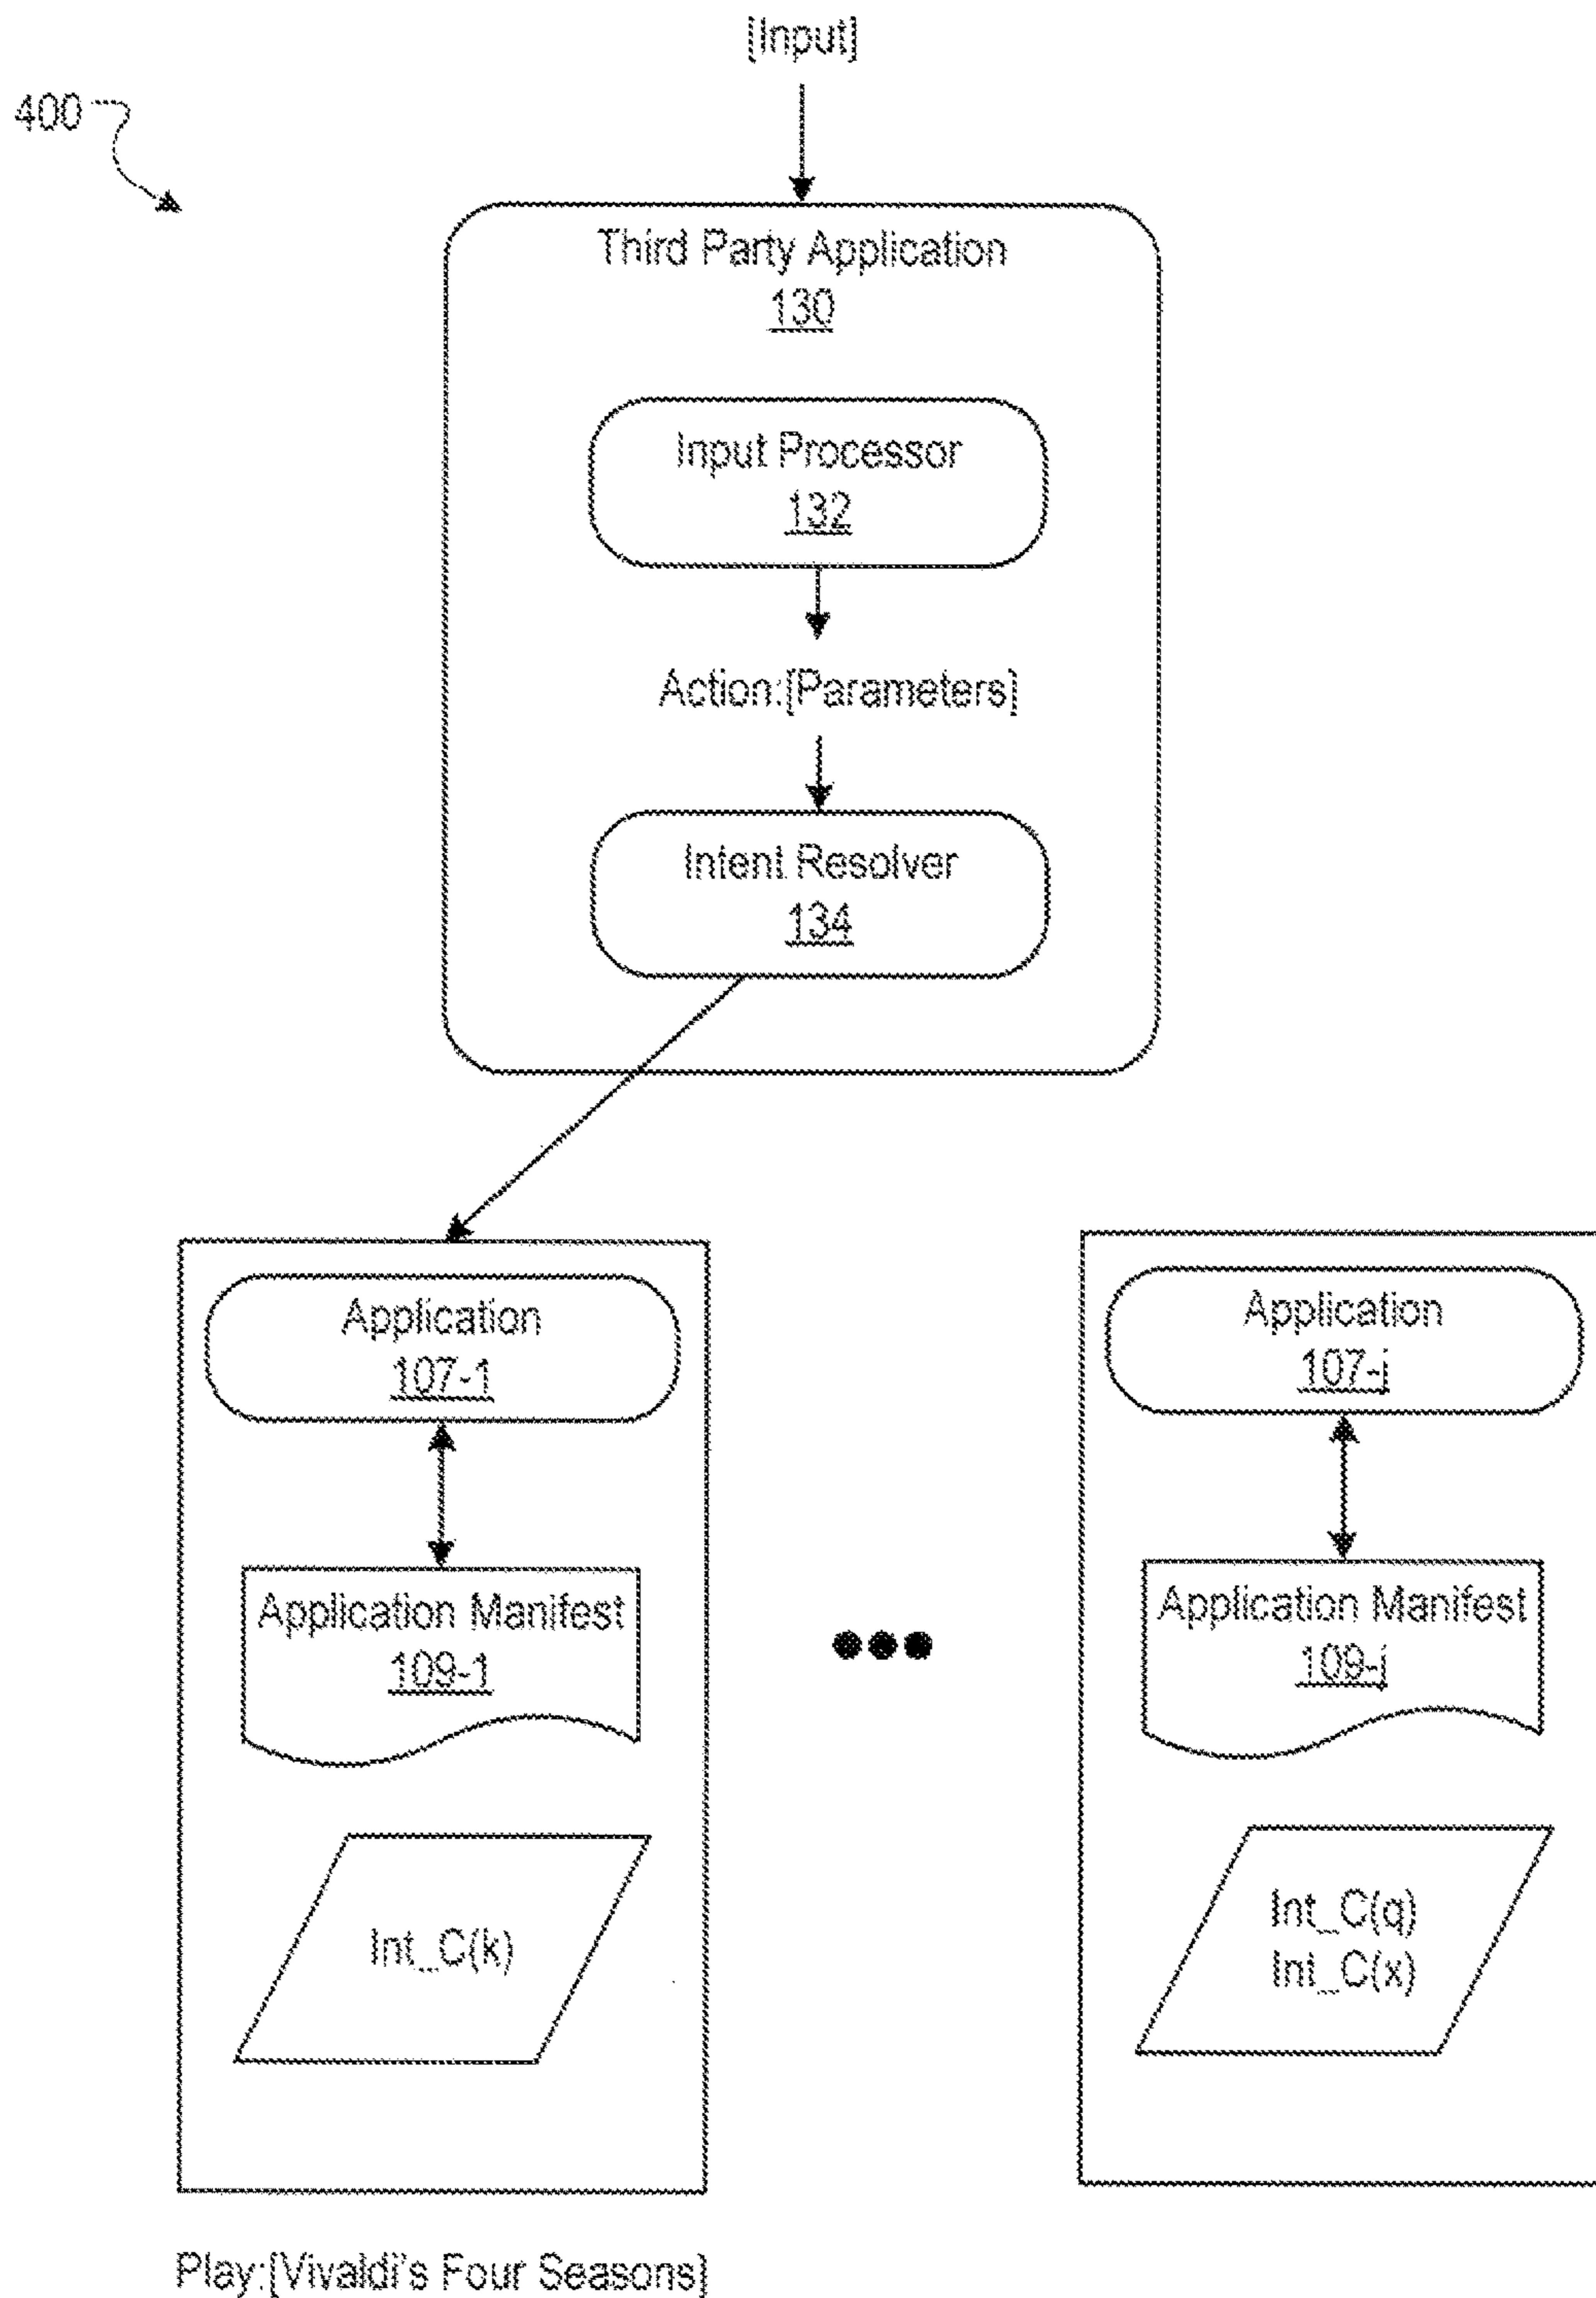 [Input]
400
Third Party Application
130
Input Processor
132
Action:[Parameters]
Intent Resolver
134
Application
107-1
Application Manifest
109-1
Int_C(k)
Application
107-j
Application Manifest
109-j
Int_C(q)
Int_C(x)
Play:[Vivaldi's Four Seasons]